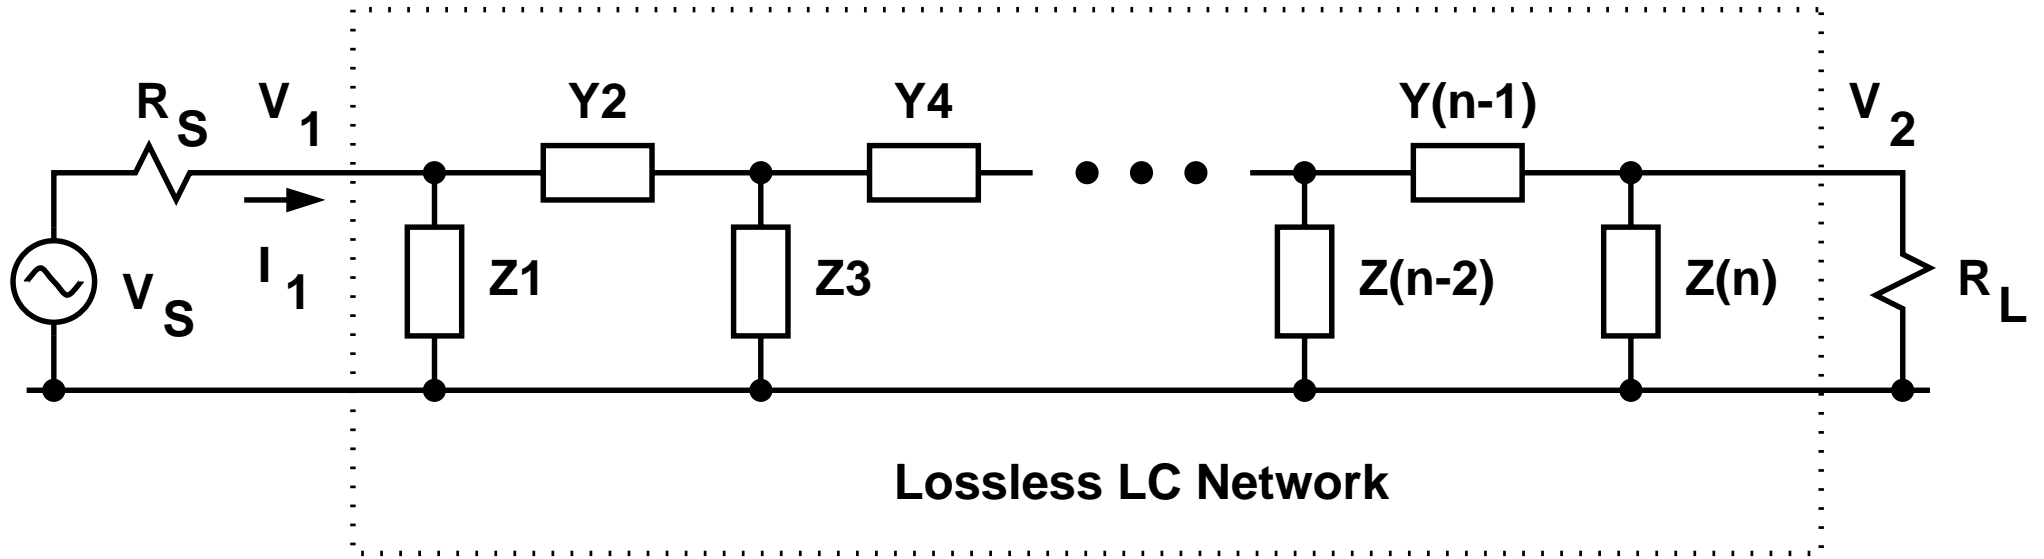 R S V 1 Y2 Y4 Y(n-1) V 2
V S I 1 Z1 Z3 Z(n-2) Z(n) R L
Lossless LC Network